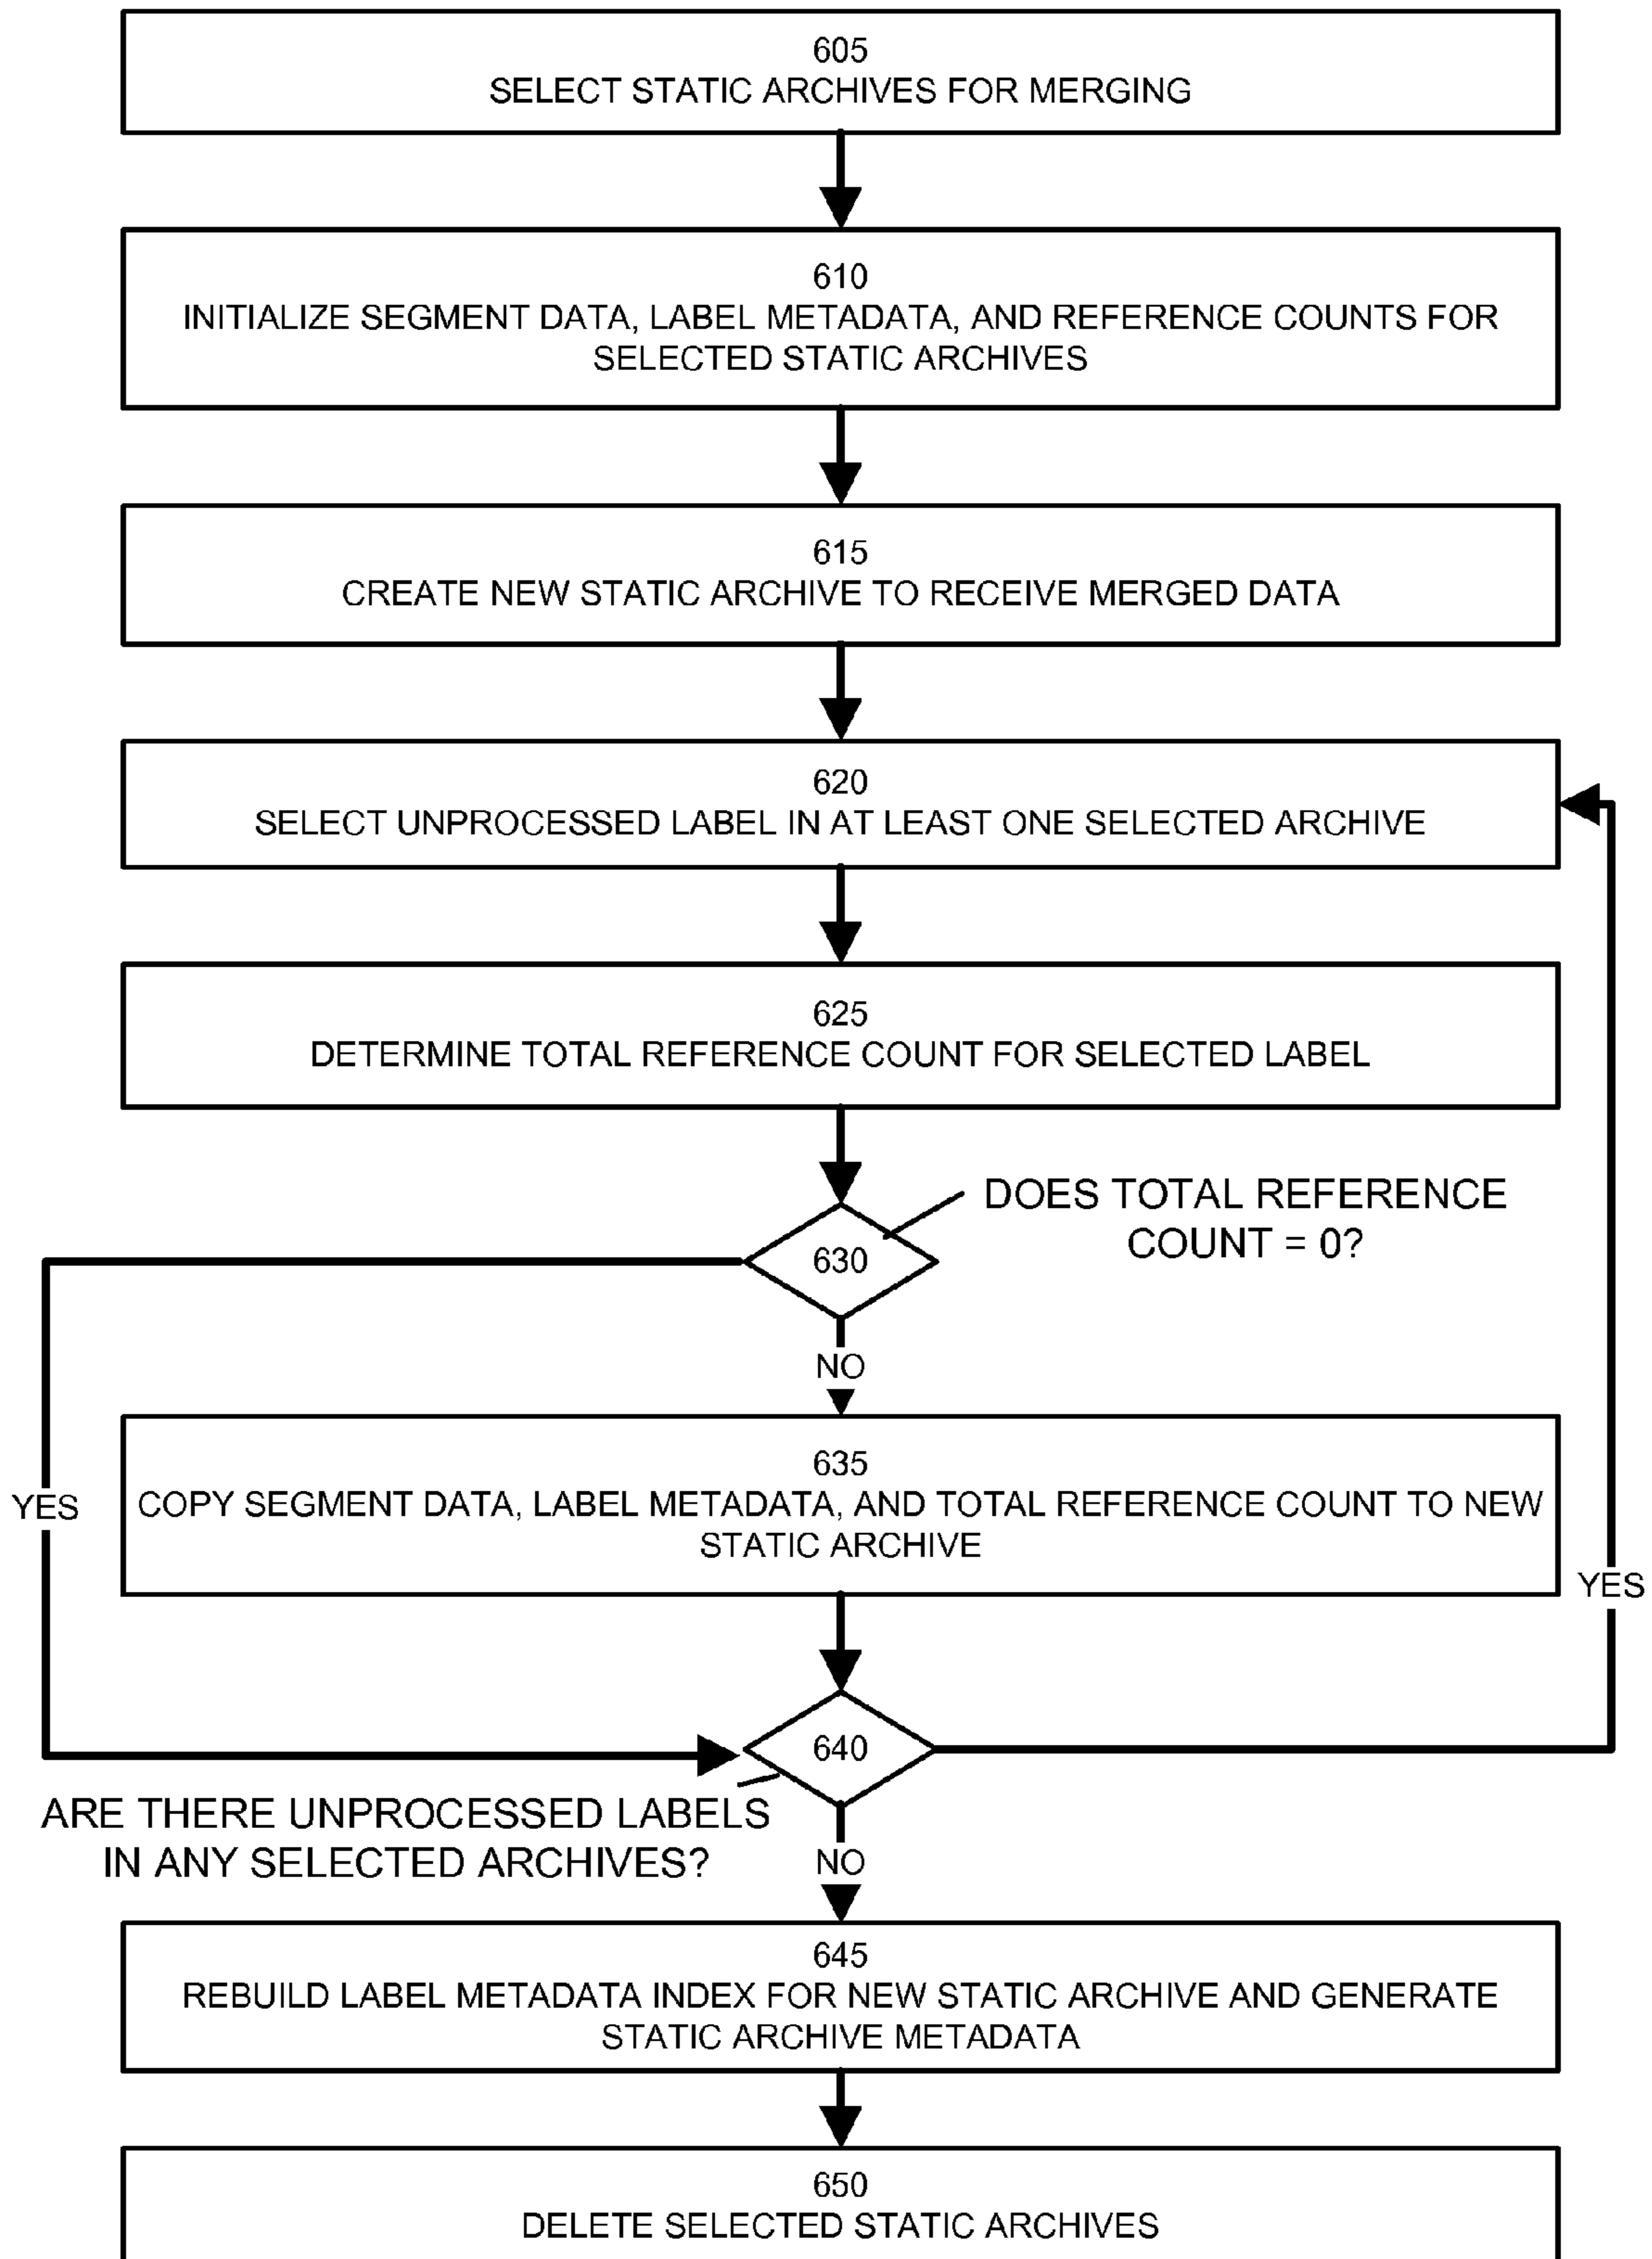 605
SELECT STATIC ARCHIVES FOR MERGING
610
INITIALIZE SEGMENT DATA, LABEL METADATA, AND REFERENCE COUNTS FOR
SELECTED STATIC ARCHIVES
615
CREATE NEW STATIC ARCHIVE TO RECEIVE MERGED DATA
620
SELECT UNPROCESSED LABEL IN AT LEAST ONE SELECTED ARCHIVE
625
DETERMINE TOTAL REFERENCE COUNT FOR SELECTED LABEL
DOES TOTAL REFERENCE
COUNT = 0?
630
NO
635
COPY SEGMENT DATA, LABEL METADATA, AND TOTAL REFERENCE COUNT TO NEW
STATIC ARCHIVE
YES
YES
640
ARE THERE UNPROCESSED LABELS
IN ANY SELECTED ARCHIVES?
NO
645
REBUILD LABEL METADATA INDEX FOR NEW STATIC ARCHIVE AND GENERATE
STATIC ARCHIVE METADATA
650
DELETE SELECTED STATIC ARCHIVES